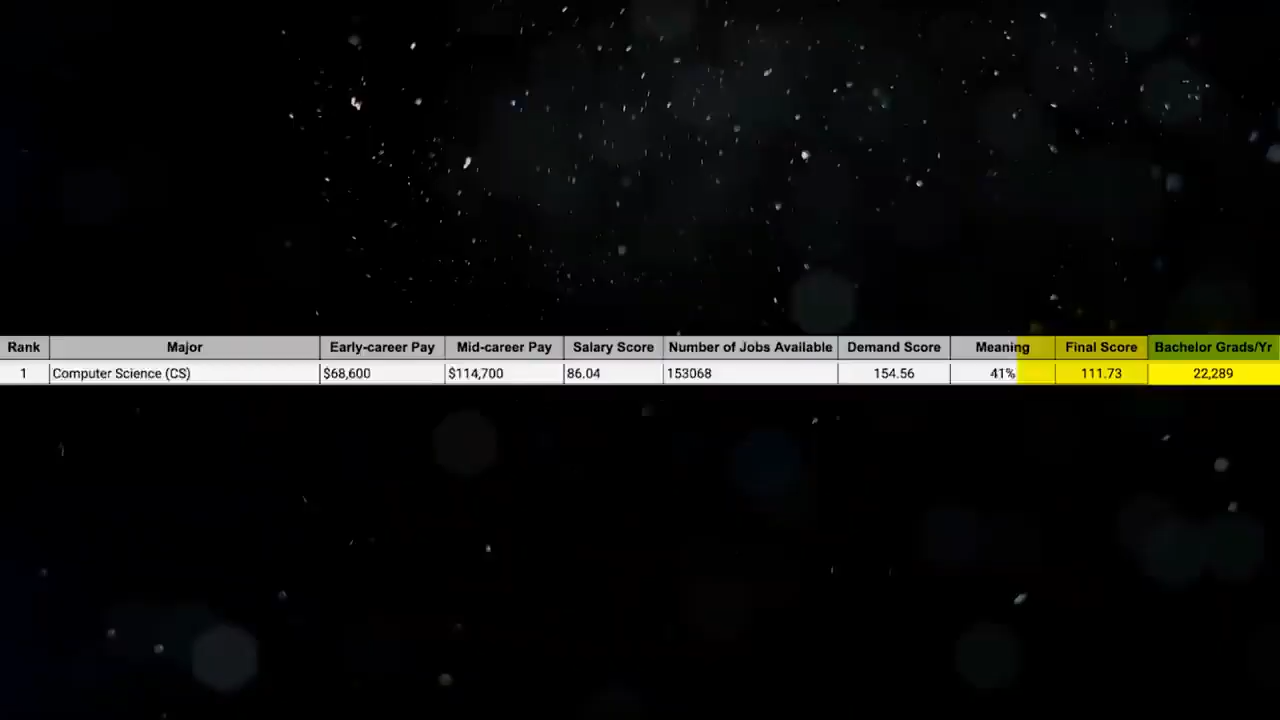 Rank Major Early-career Pay Mid-career Pay Salary Score Number of Jobs Available Demand Score Meaning Final Score Bachelor Grads/Yr
1 Computer Science (CS) $68,600 $114,700 86.04 153068 154.56 41% 111.73 22,289